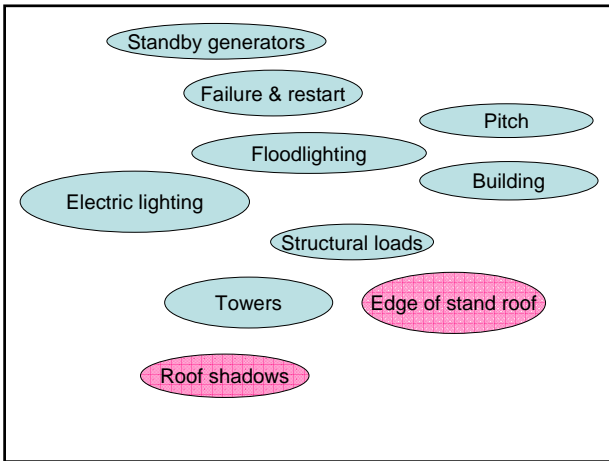 Standby generators
Failure & restart
Pitch
Floodlighting
Building
Electric lighting
Structural loads
Towers
Edge of stand roof
Roof shadows